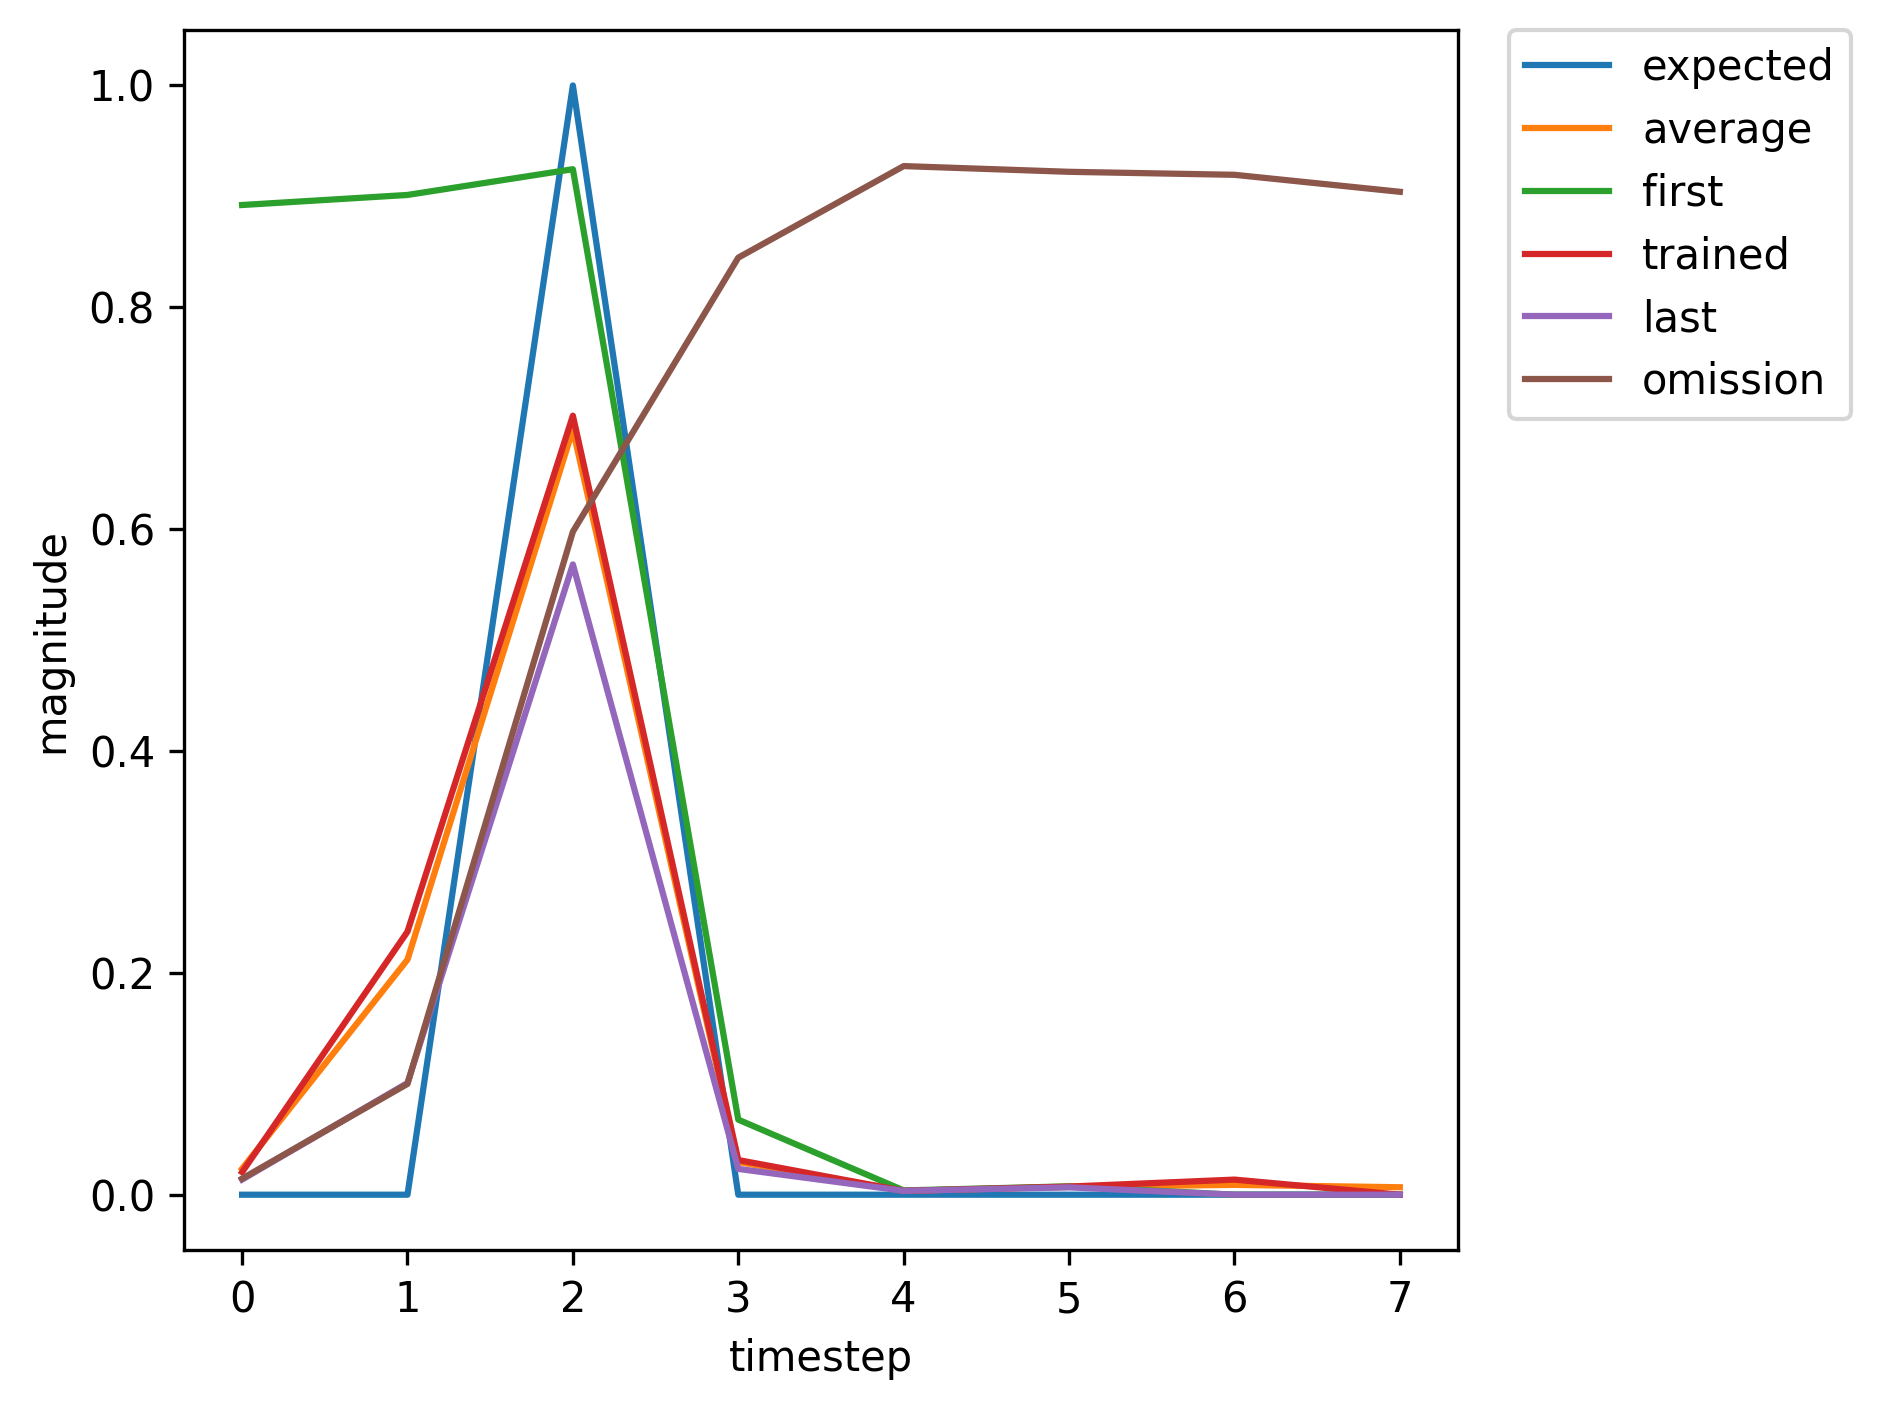 1.0
0.8
0.6
0.4
0.2
0.0
magnitude
0 1 2 3 4 5 6 7
timestep
expected
average
first
trained
last
omission